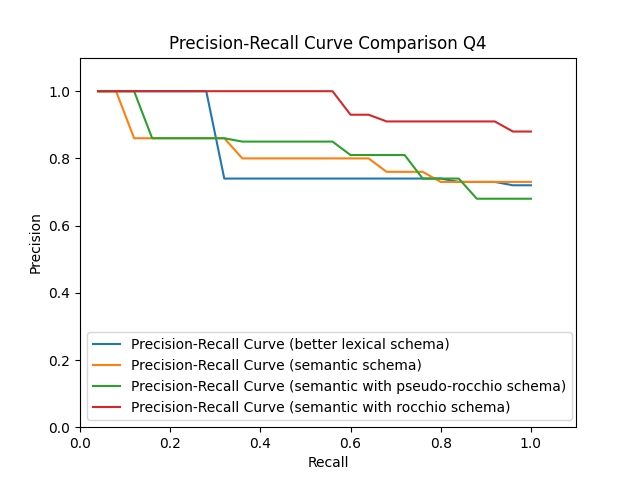 Precision-Recall Curve Comparison Q4
1.0
0.8
0.6
0.4
0.2
0.0
Precision
Precision-Recall Curve (better lexical schema)
Precision-Recall Curve (semantic schema)
Precision-Recall Curve (semantic with pseudo-rocchio schema)
Precision-Recall Curve (semantic with rocchio schema)
0.0 0.2 0.4 0.6 0.8 1.0
Recall